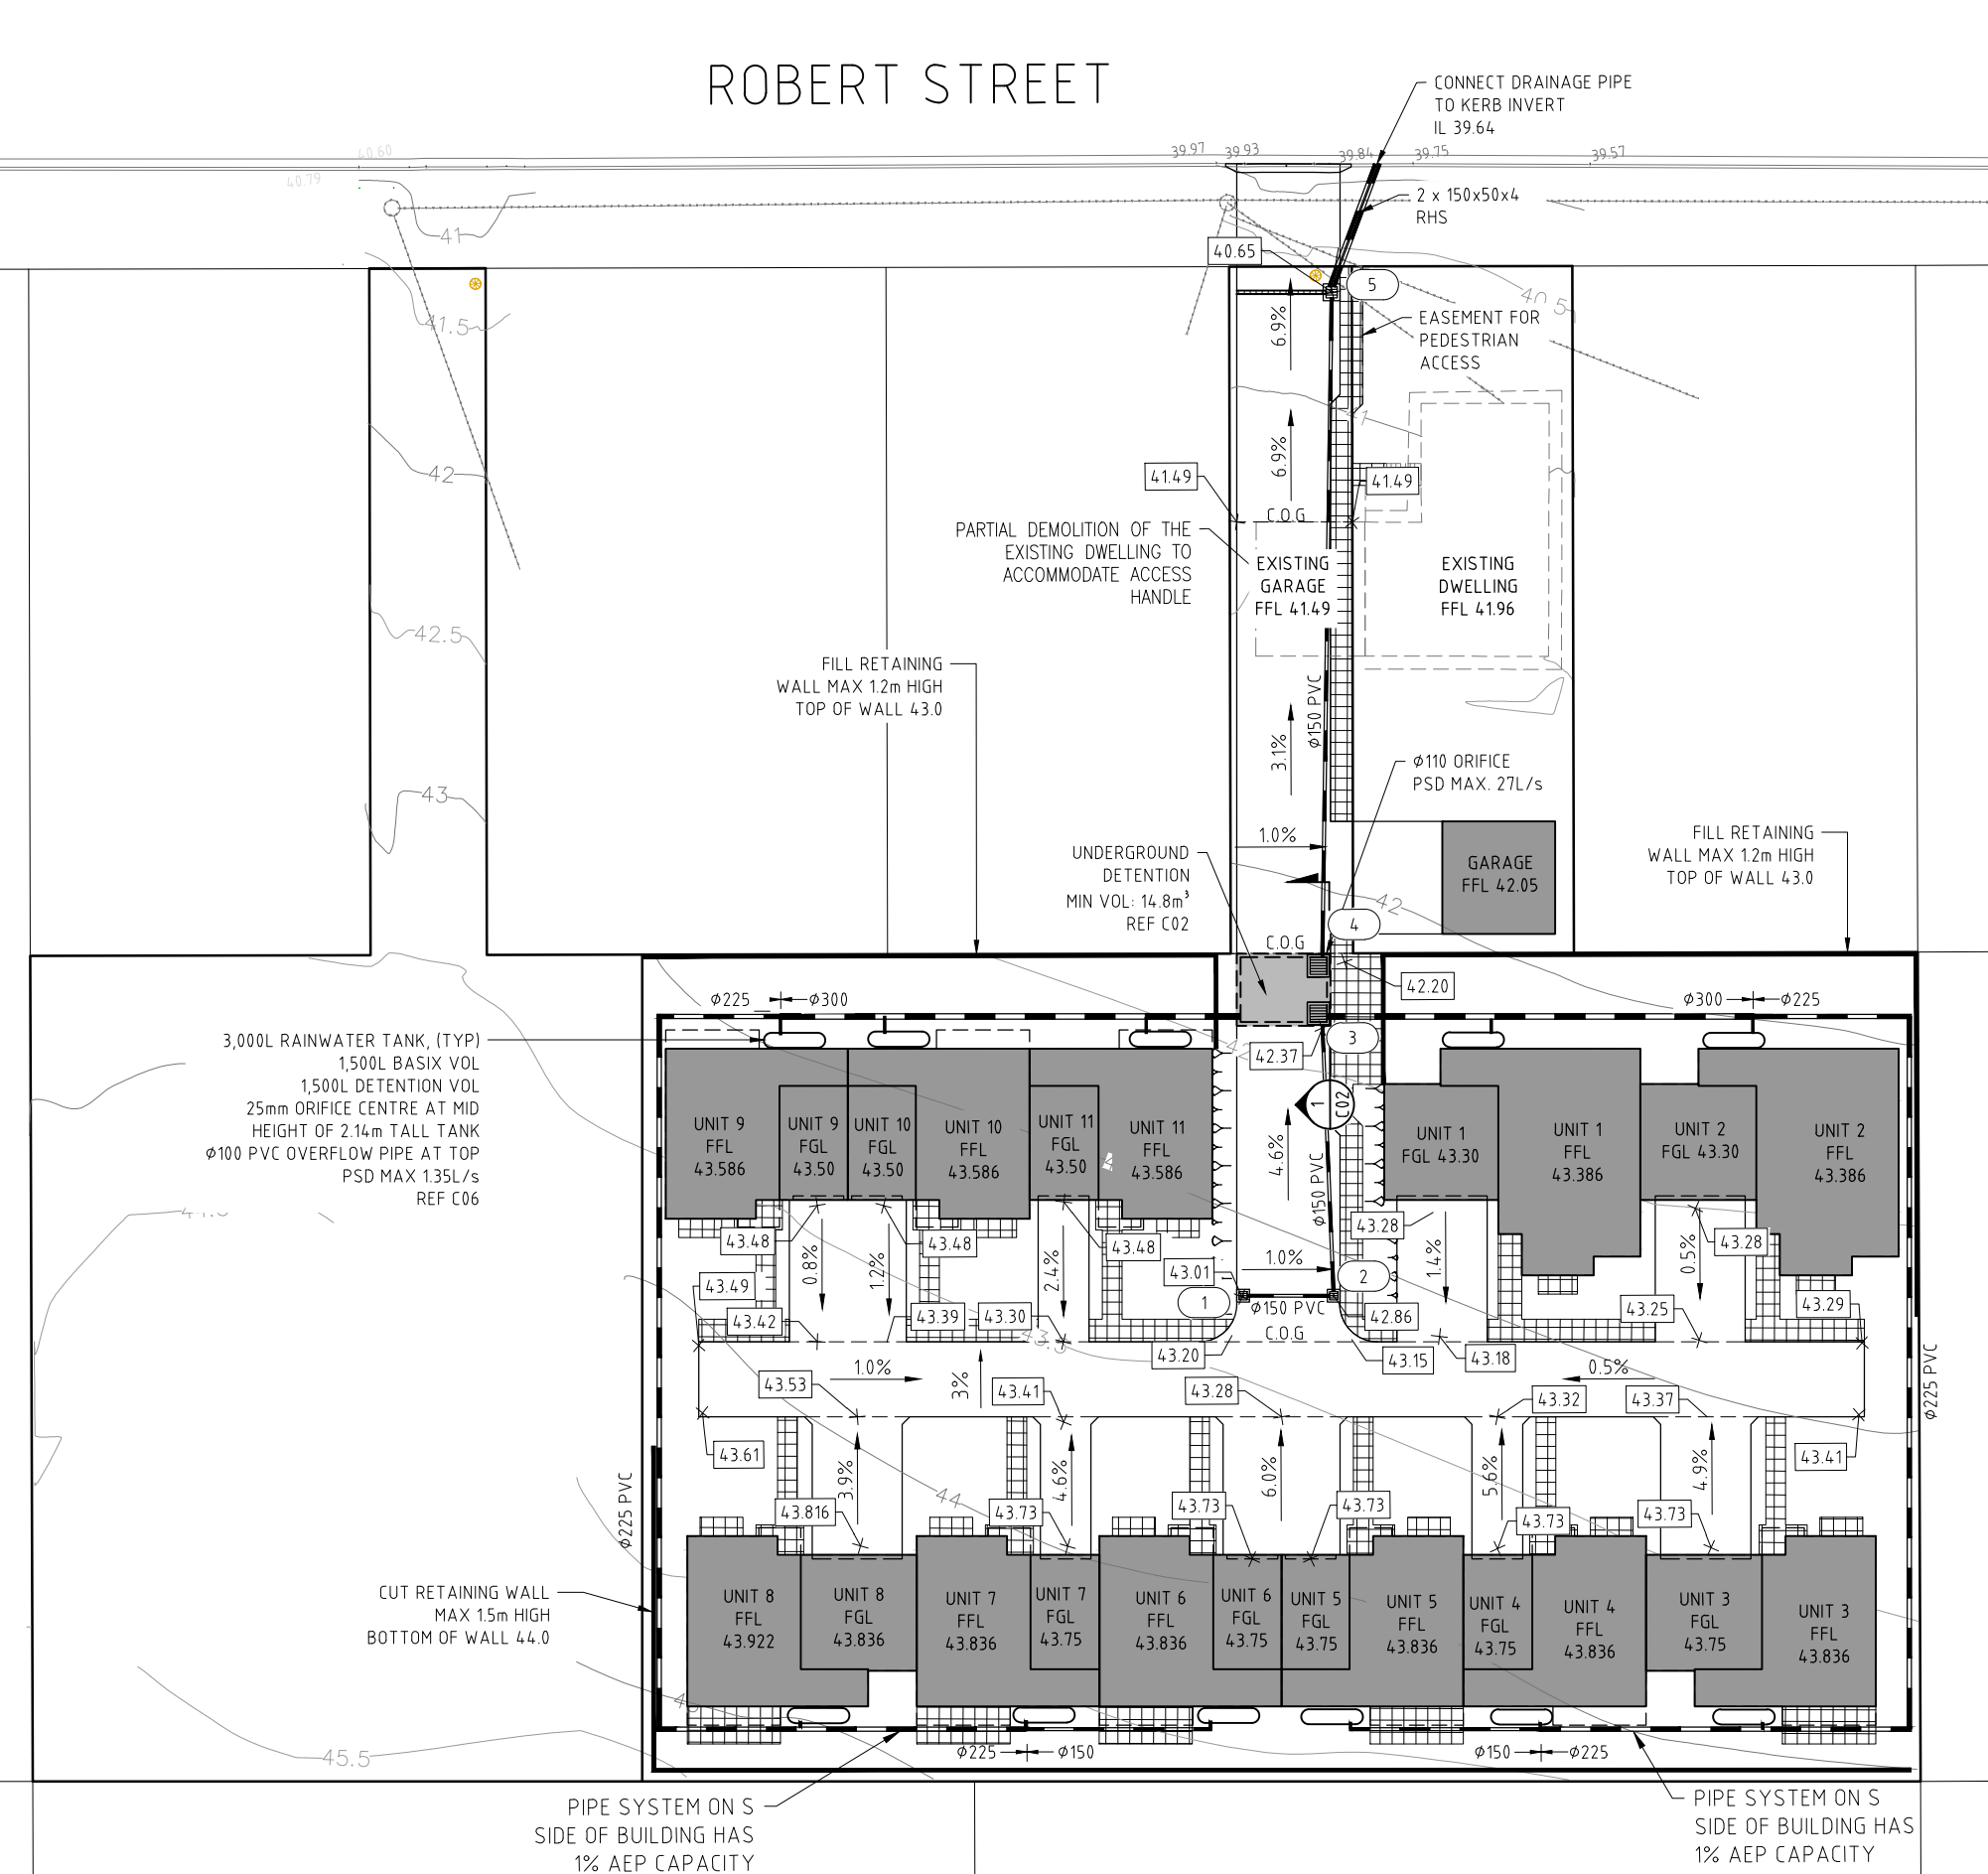 ROBERT STREET
CONNECT DRAINAGE PIPE
TO KERB INVERT
IL 39.64
40.60
40.79
39.97
39.93
39.84
39.75
39.57
2 x 150x50x4
RHS
41
40.65
5
40.5
41.5
6.9%
EASEMENT FOR
PEDESTRIAN
ACCESS
41
6.9%
42
41.49
41.49
C.O.G
PARTIAL DEMOLITION OF THE
EXISTING DWELLING TO
ACCOMMODATE ACCESS
HANDLE
EXISTING
GARAGE
FFL 41.49
EXISTING
DWELLING
FFL 41.96
42.5
FILL RETAINING
WALL MAX 1.2m HIGH
TOP OF WALL 43.0
Ø150 PVC
3.1%
Ø110 ORIFICE
PSD MAX. 27L/s
43
1.0%
UNDERGROUND
DETENTION
MIN VOL: 14.8m³
REF C02
GARAGE
FFL 42.05
FILL RETAINING
WALL MAX 1.2m HIGH
TOP OF WALL 43.0
42
4
C.O.G
42.20
Ø225
Ø300
Ø300
Ø225
3,000L RAINWATER TANK, (TYP)
1,500L BASIX VOL
1,500L DETENTION VOL
25mm ORIFICE CENTRE AT MID
HEIGHT OF 2.14m TALL TANK
Ø100 PVC OVERFLOW PIPE AT TOP
PSD MAX 1.35L/s
REF C06
3
42.37
1
C02
UNIT 9
FFL
43.586
UNIT 9
FGL
43.50
UNIT 10
FGL
43.50
UNIT 10
FFL
43.586
UNIT 11
FGL
43.50
UNIT 11
FFL
43.586
4.6%
Ø150 PVC
UNIT 1
FGL 43.30
UNIT 1
FFL
43.386
UNIT 2
FGL 43.30
UNIT 2
FFL
43.386
43.48
43.48
43.48
43.28
43.28
0.8%
1.2%
2.4%
1.0%
1.4%
0.5%
43.49
43.01
2
43.42
43.39
43.30
1
Ø150 PVC
C.O.G
42.86
43.25
43.29
43.5
43.20
43.15
43.18
1.0%
3%
0.5%
43.53
43.41
43.28
43.32
43.37
Ø225 PVC
43.61
43.41
3.9%
4.6%
6.0%
5.6%
4.9%
44
Ø225 PVC
43.816
43.73
43.73
43.73
43.73
43.73
CUT RETAINING WALL
MAX 1.5m HIGH
BOTTOM OF WALL 44.0
UNIT 8
FFL
43.922
UNIT 8
FGL
43.836
UNIT 7
FFL
43.836
UNIT 7
FGL
43.75
UNIT 6
FFL
43.836
UNIT 6
FGL
43.75
UNIT 5
FGL
43.75
UNIT 5
FFL
43.836
UNIT 4
FGL
43.75
UNIT 4
FFL
43.836
UNIT 3
FGL
43.75
UNIT 3
FFL
43.836
45.5
Ø225
Ø150
Ø150
Ø225
PIPE SYSTEM ON S
SIDE OF BUILDING HAS
1% AEP CAPACITY
PIPE SYSTEM ON S
SIDE OF BUILDING HAS
1% AEP CAPACITY